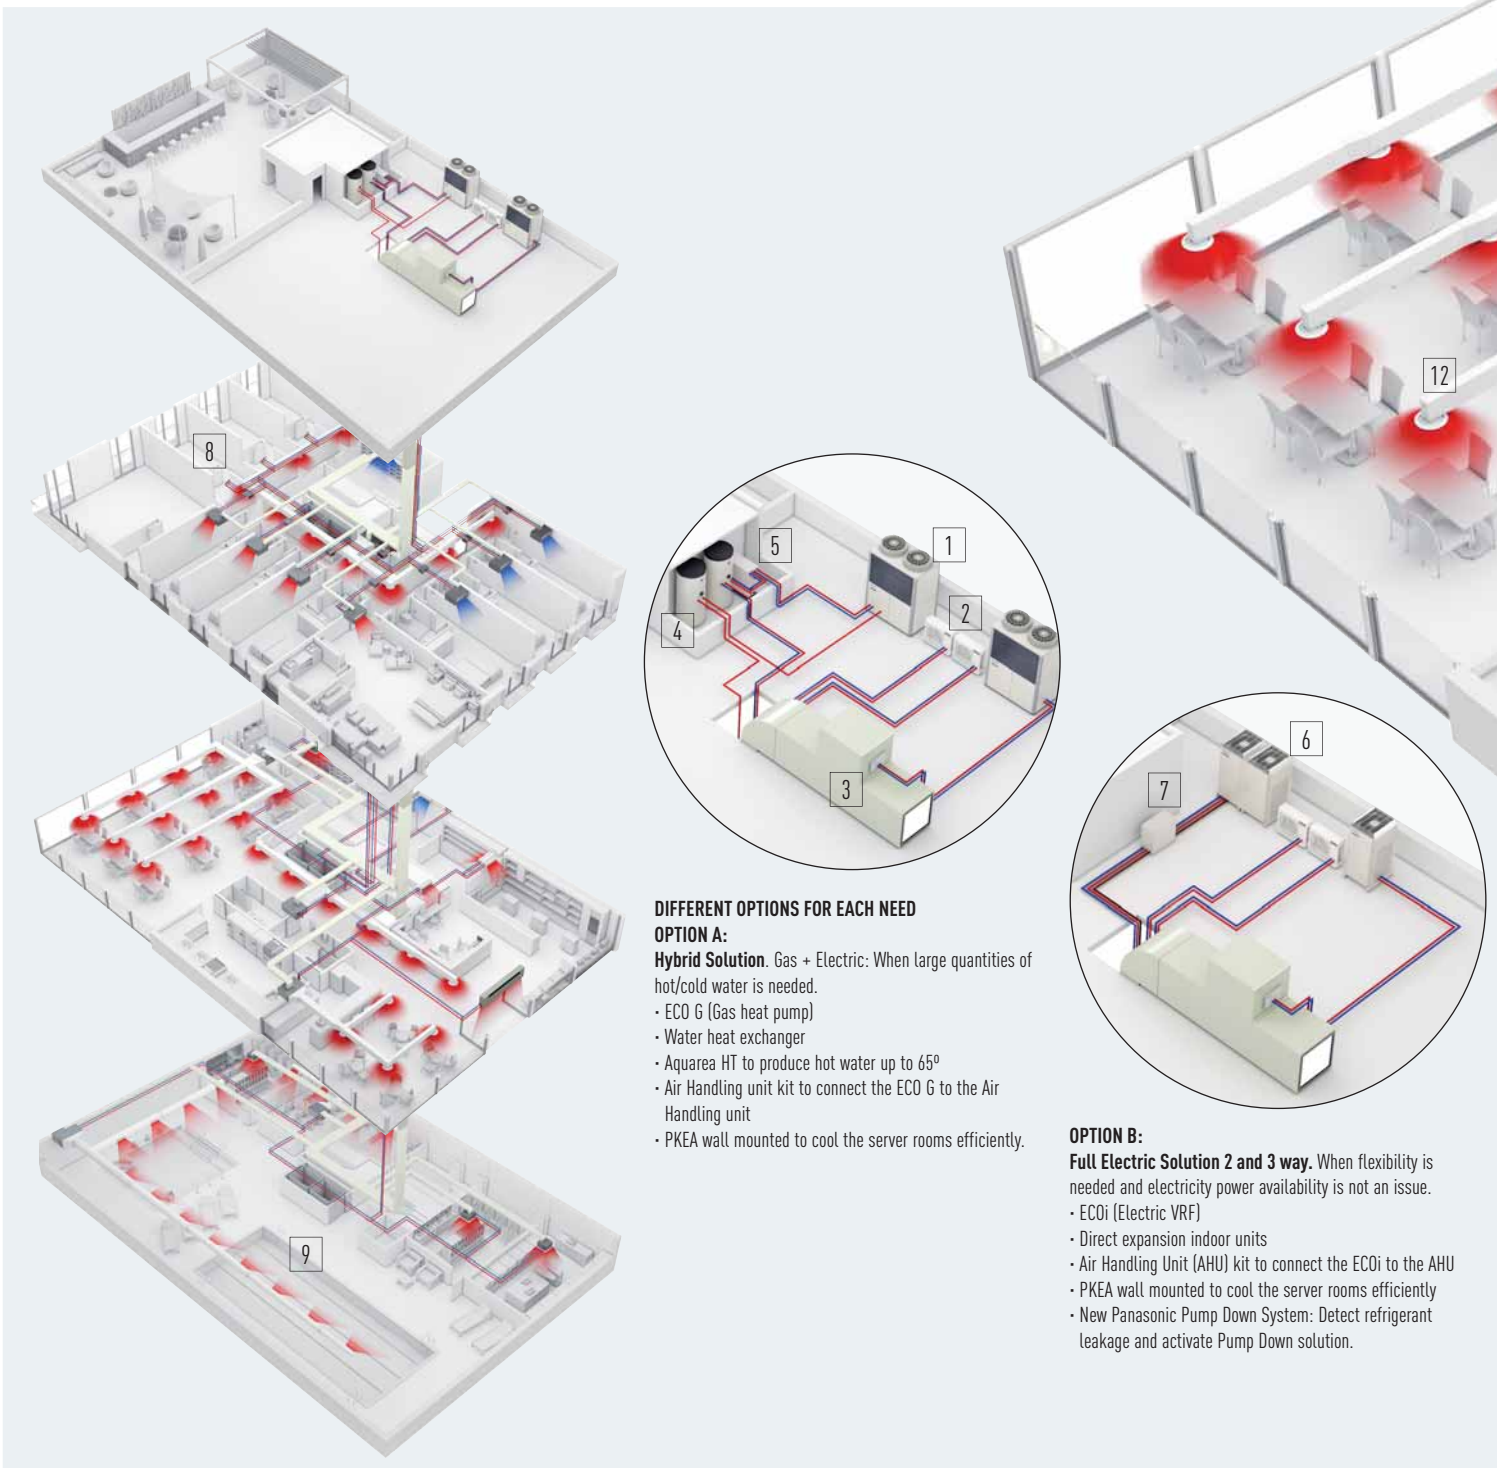 8
12
5
1
2
4
3
6
7
9
DIFFERENT OPTIONS FOR EACH NEED
OPTION A:
Hybrid Solution. Gas + Electric: When large quantities of
hot/cold water is needed.
· ECO G (Gas heat pump)
· Water heat exchanger
· Aquarea HT to produce hot water up to 65º
· Air Handling unit kit to connect the ECO G to the Air
Handling unit
· PKEA wall mounted to cool the server rooms efficiently.
OPTION B:
Full Electric Solution 2 and 3 way. When flexibility is
needed and electricity power availability is not an issue.
· ECOi (Electric VRF)
· Direct expansion indoor units
· Air Handling Unit (AHU) kit to connect the ECOi to the AHU
· PKEA wall mounted to cool the server rooms efficiently
· New Panasonic Pump Down System: Detect refrigerant
leakage and activate Pump Down solution.